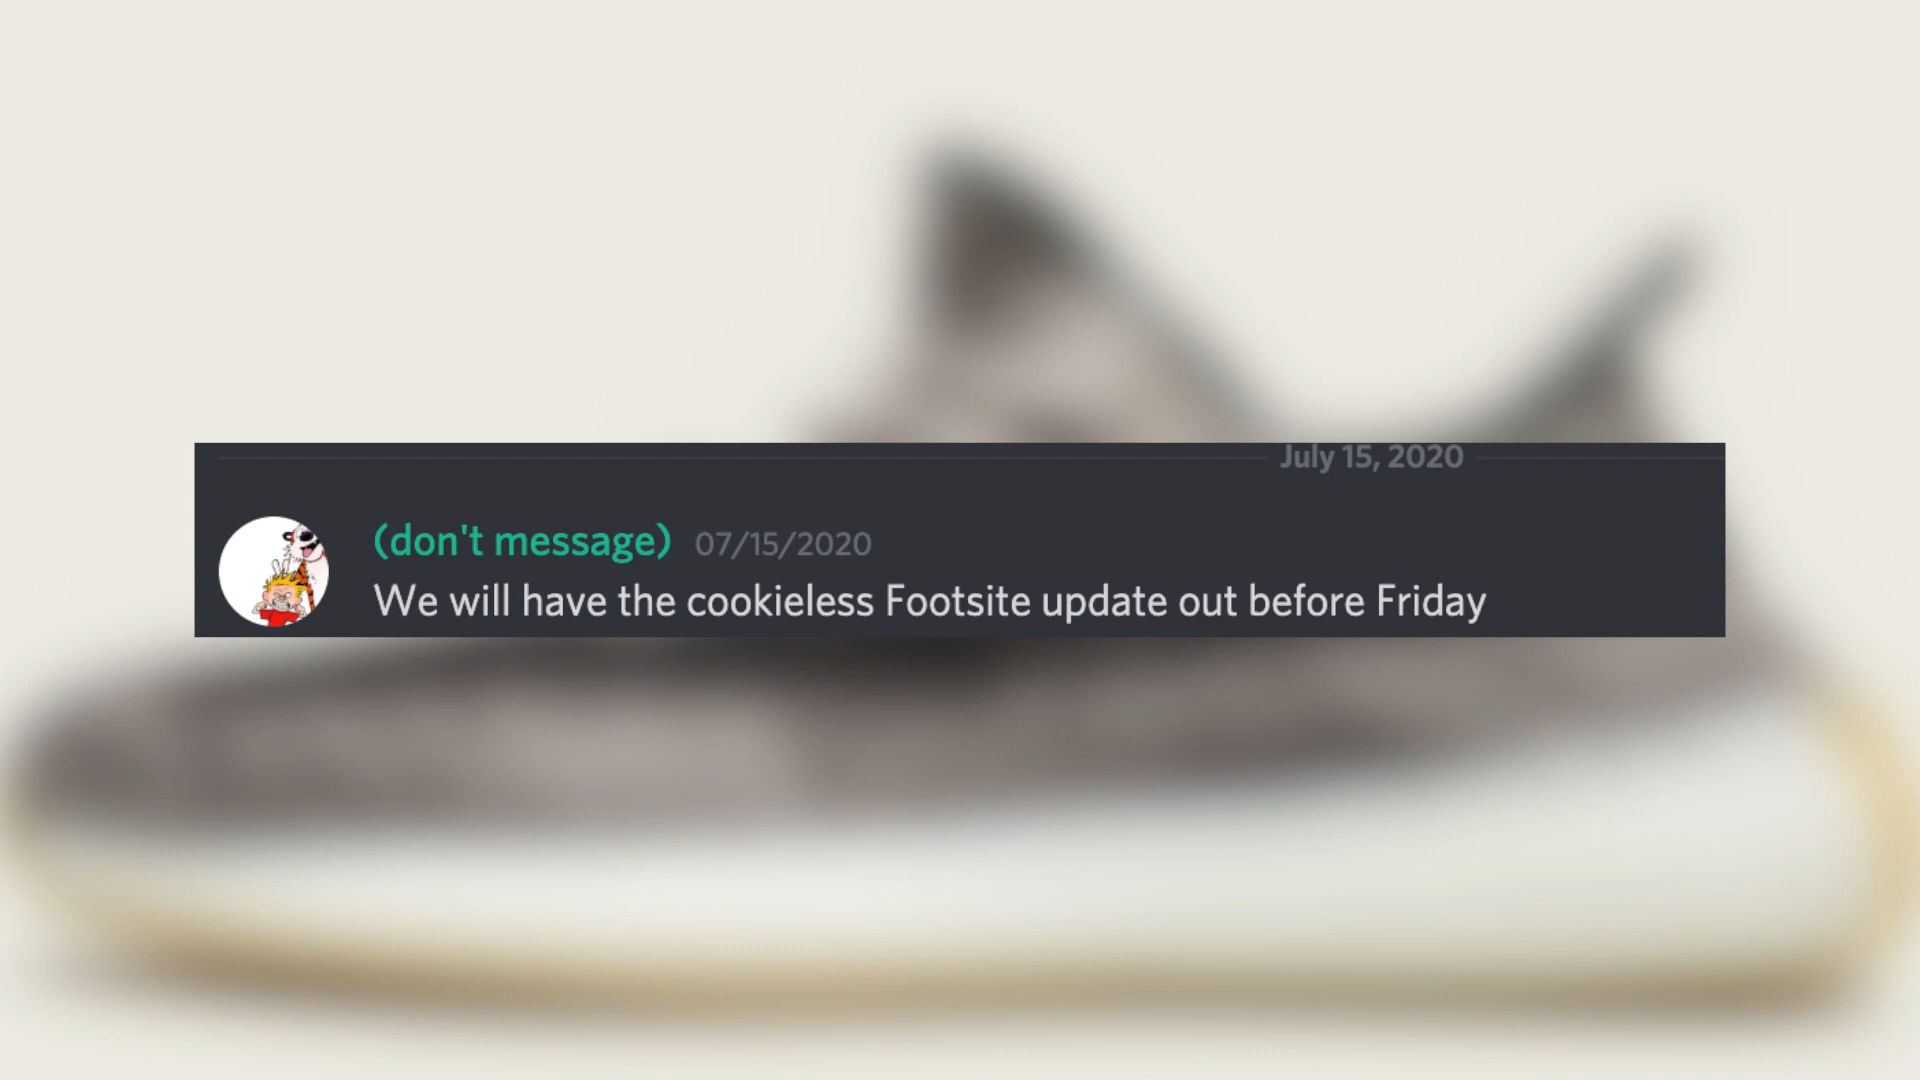 July 15, 2020
(don't message) 07/15/2020
We will have the cookieless Footsite update out before Friday